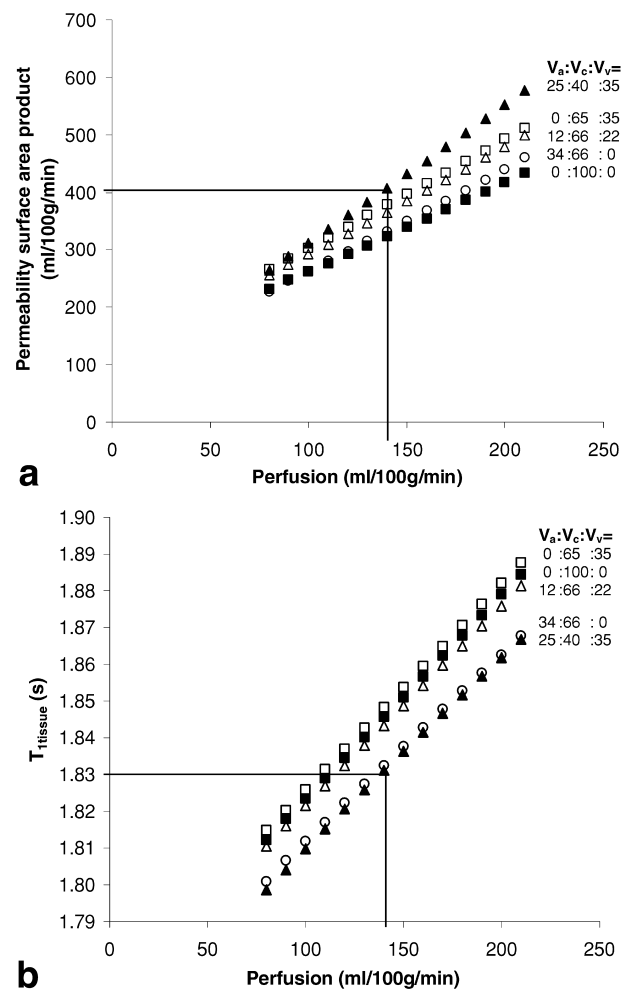 700
600
500
400
300
200
100
0
Permeability surface area product
(ml/100g/min)
Va:Vc:Vv=
25 :40 :35
0 :65 :35
12:66 :22
34:66 : 0
0 :100: 0
0 50 100 150 200 250
Perfusion (ml/100g/min)
a
1.90
1.89
1.88
1.87
1.86
1.85
1.84
1.83
1.82
1.81
1.80
1.79
T1tissue (s)
Va:Vc:Vv=
0 :65 :35
0 :100: 0
12:66 :22
34:66 : 0
25:40 :35
0 50 100 150 200 250
Perfusion (ml/100g/min)
b